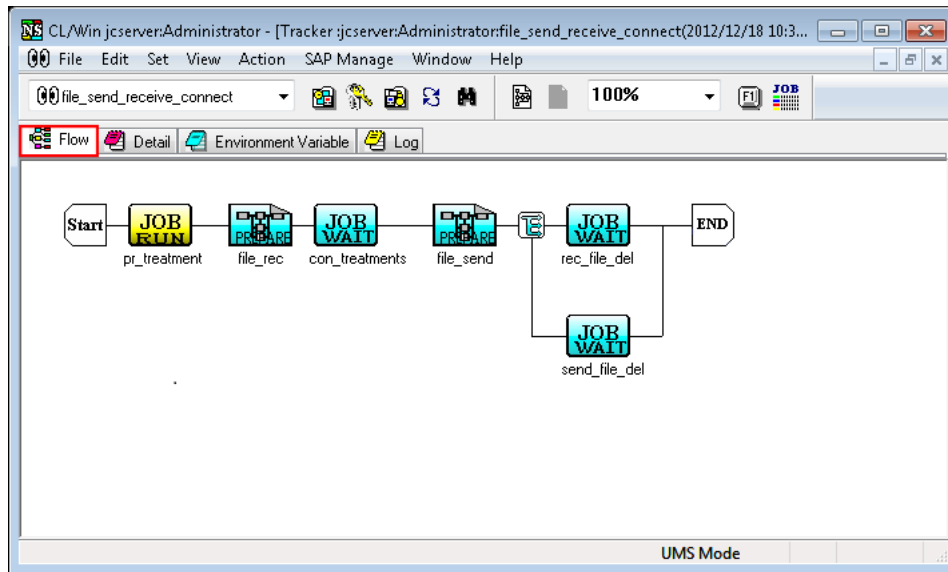 NS CL/Win jcserver:Administrator - [Tracker :jcserver:Administrator:file_send_receive_connect(2012/12/18 10:3...
File Edit Set View Action SAP Manage Window Help
file_send_receive_connect 100% F1 JOB
Flow Detail Environment Variable Log
Start JOB RUN PREPARE JOB WAIT PREPARE JOB WAIT END
pr_treatment file_rec con_treatments file_send rec_file_del
JOB WAIT
send_file_del
UMS Mode